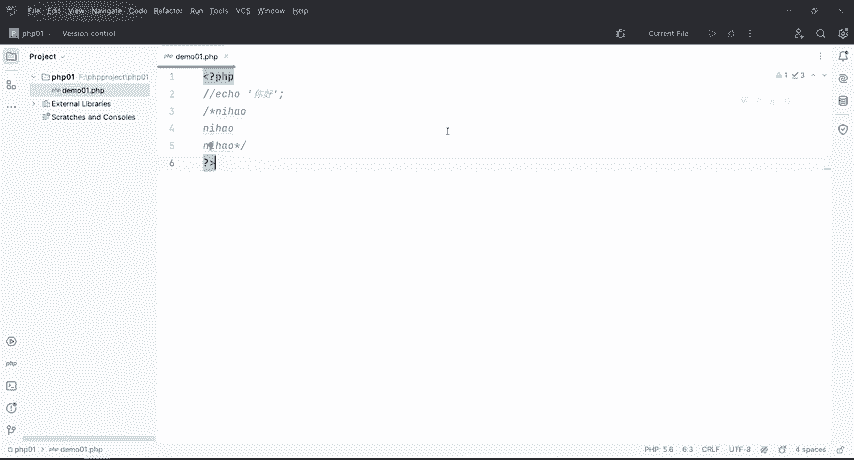 File Edit View Navigate Code Refactor Run Tools VCS Window Help
P php01 Version control Current File
Project
demo01.php
php01 F:\phpproject\php01
demo01.php
External Libraries
Scratches and Consoles
1 <?php
2 //echo '你好';
3 /*nihao
4 nihao
5 nihao*/
6 ?>
1 3
php
php01 > demo01.php
PHP: 5.6 6:3 CRLF UTF-8 4 spaces